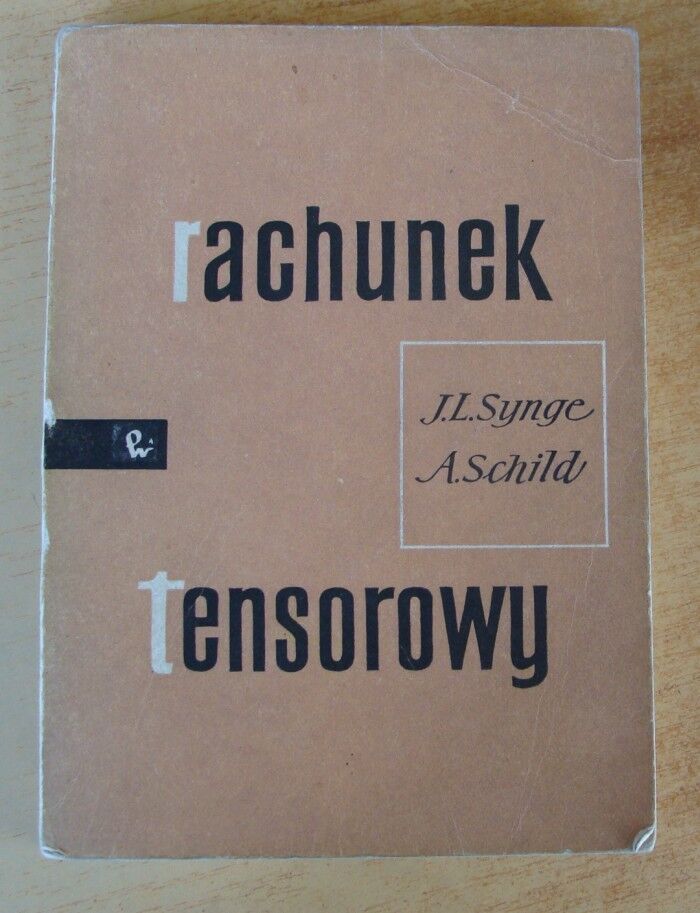 rachunek
J.L.Synge
A.Schild
tensorowy